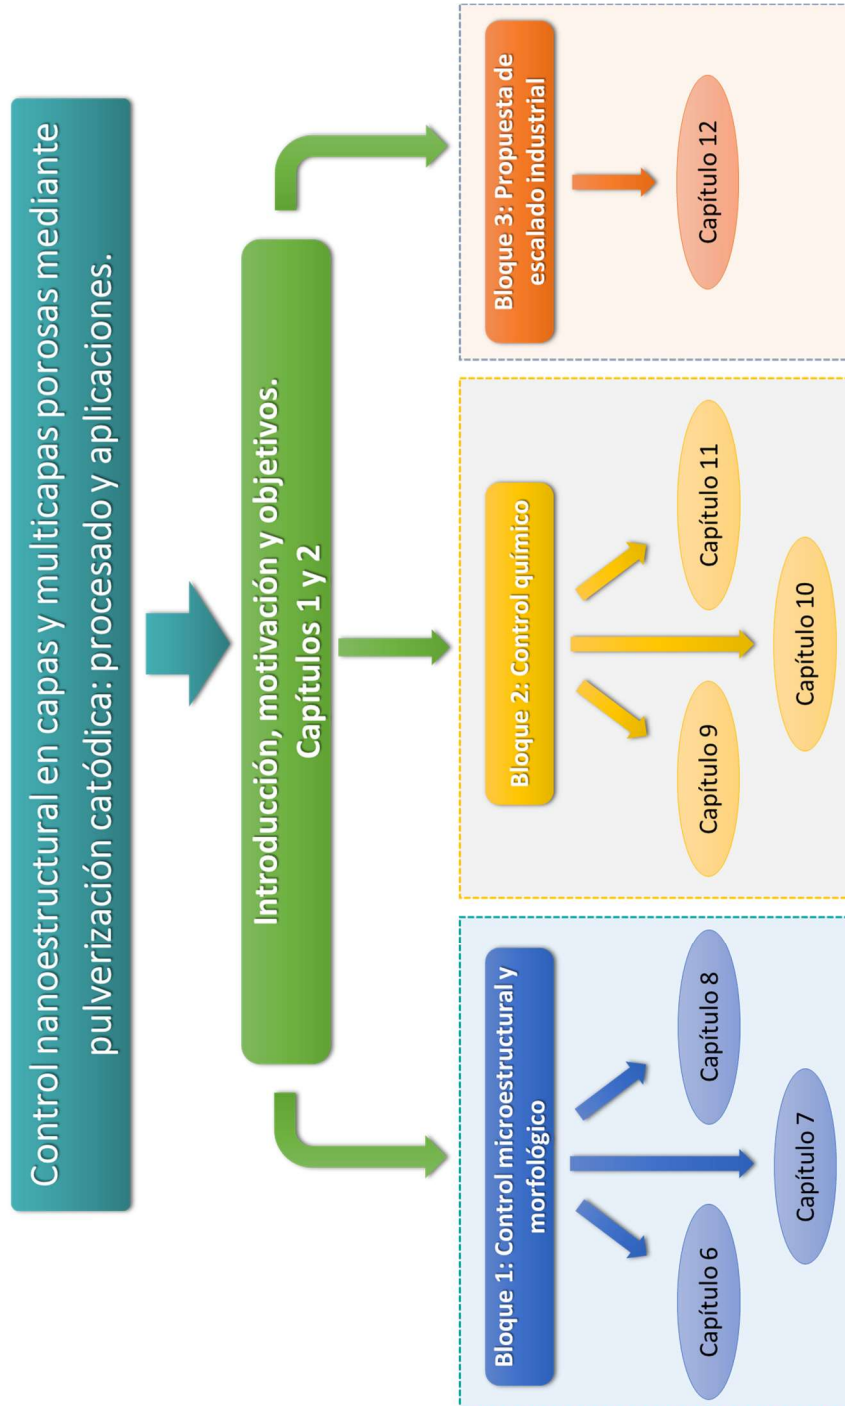 Control nanoestructural en capas y multicapas porosas mediante
pulverización catódica: procesado y aplicaciones.
Introducción, motivación y objetivos.
Capítulos 1 y 2
Bloque 1: Control microestructural y
morfológico
Capítulo 6
Capítulo 7
Capítulo 8
Bloque 2: Control químico
Capítulo 9
Capítulo 10
Capítulo 11
Bloque 3: Propuesta de
escalado industrial
Capítulo 12